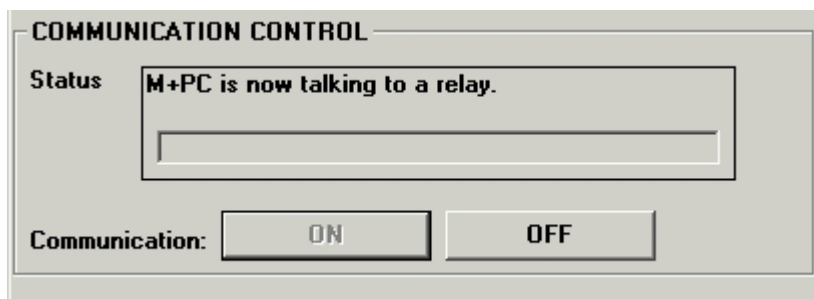 COMMUNICATION CONTROL
Status
M+PC is now talking to a relay.
Communication:
ON
OFF